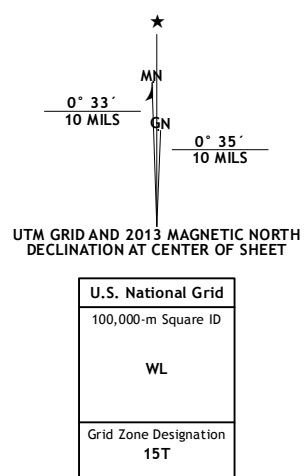 MN
0° 33´
10 MILS
GN
0° 35´
10 MILS
UTM GRID AND 2013 MAGNETIC NORTH
DECLINATION AT CENTER OF SHEET
U.S. National Grid
100,000-m Square ID
WL
Grid Zone Designation
15T